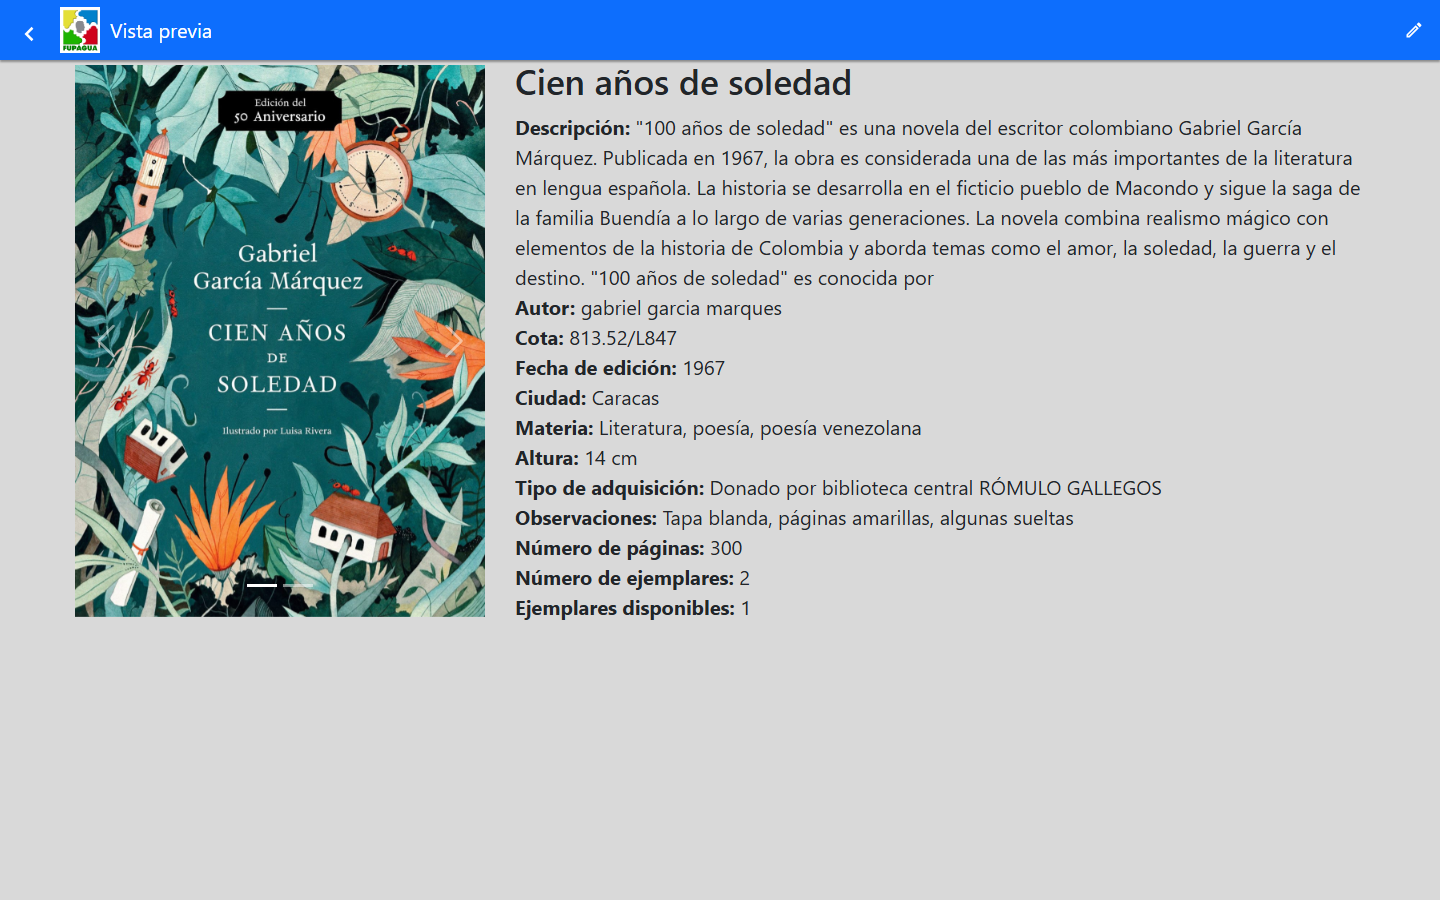 FUPAGUA
Vista previa
Edición del
50 Aniversario
Gabriel
García Márquez
CIEN AÑOS
DE
SOLEDAD
Ilustrado por Luisa Rivera
Cien años de soledad
Descripción: "100 años de soledad" es una novela del escritor colombiano Gabriel García
Márquez. Publicada en 1967, la obra es considerada una de las más importantes de la literatura
en lengua española. La historia se desarrolla en el ficticio pueblo de Macondo y sigue la saga de
la familia Buendía a lo largo de varias generaciones. La novela combina realismo mágico con
elementos de la historia de Colombia y aborda temas como el amor, la soledad, la guerra y el
destino. "100 años de soledad" es conocida por
Autor: gabriel garcia marques
Cota: 813.52/L847
Fecha de edición: 1967
Ciudad: Caracas
Materia: Literatura, poesía, poesía venezolana
Altura: 14 cm
Tipo de adquisición: Donado por biblioteca central RÓMULO GALLEGOS
Observaciones: Tapa blanda, páginas amarillas, algunas sueltas
Número de páginas: 300
Número de ejemplares: 2
Ejemplares disponibles: 1